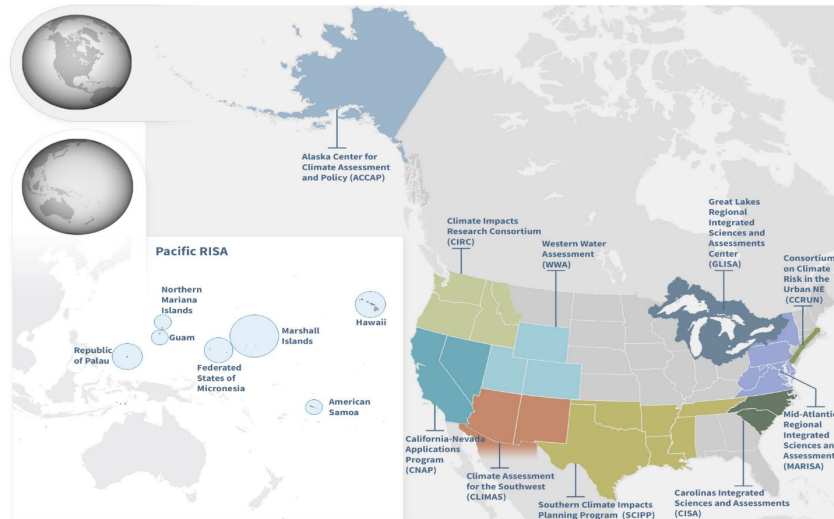 Alaska Center for
Climate Assessment
and Policy (ACCAP)
Great Lakes
Regional
Integrated
Sciences and
Assessments
Center
(GLISA)
Climate Impacts
Research Consortium
(CIRC)
Western Water
Assessment
(WWA)
Consortium
on Climate
Risk in the
Urban NE
(CCRUN)
Pacific RISA
Northern
Mariana
Islands
Guam
Republic
of Palau
Federated
States of
Micronesia
Marshall
Islands
Hawaii
American
Samoa
California-Nevada
Applications
Program
(CNAP)
Climate Assessment
for the Southwest
(CLIMAS)
Southern Climate Impacts
Planning Program (SCIPP)
Carolinas Integrated
Sciences and Assessments
(CISA)
Mid-Atlantic
Regional
Integrated
Sciences an
Assessment
(MARISA)